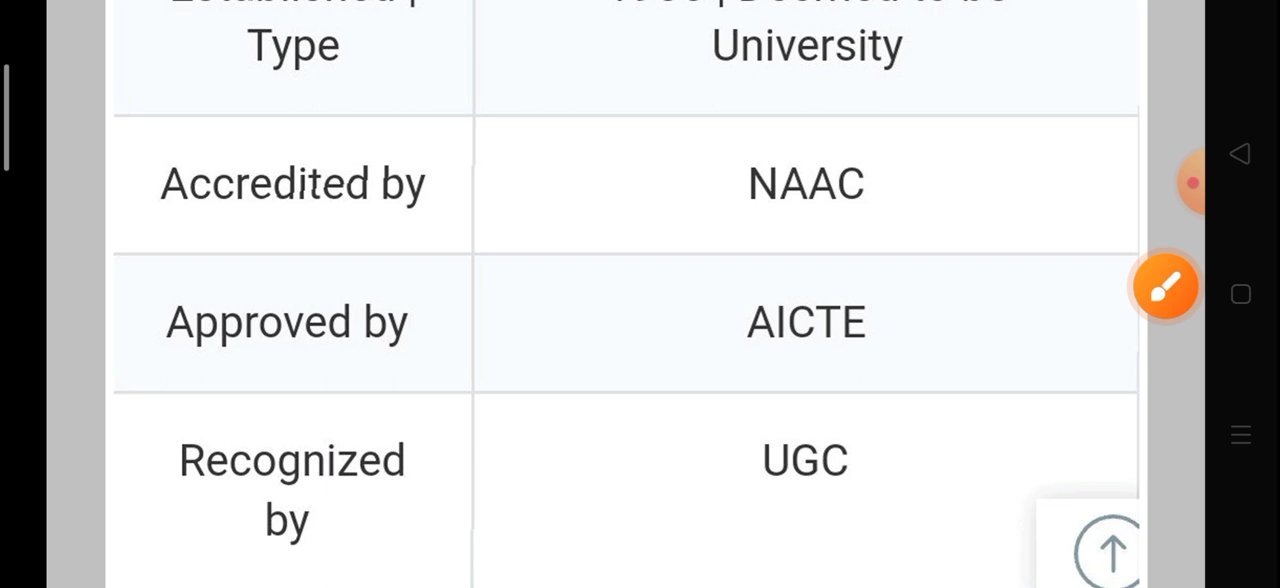 Type
University
Accredited by
NAAC
Approved by
AICTE
Recognized
by
UGC